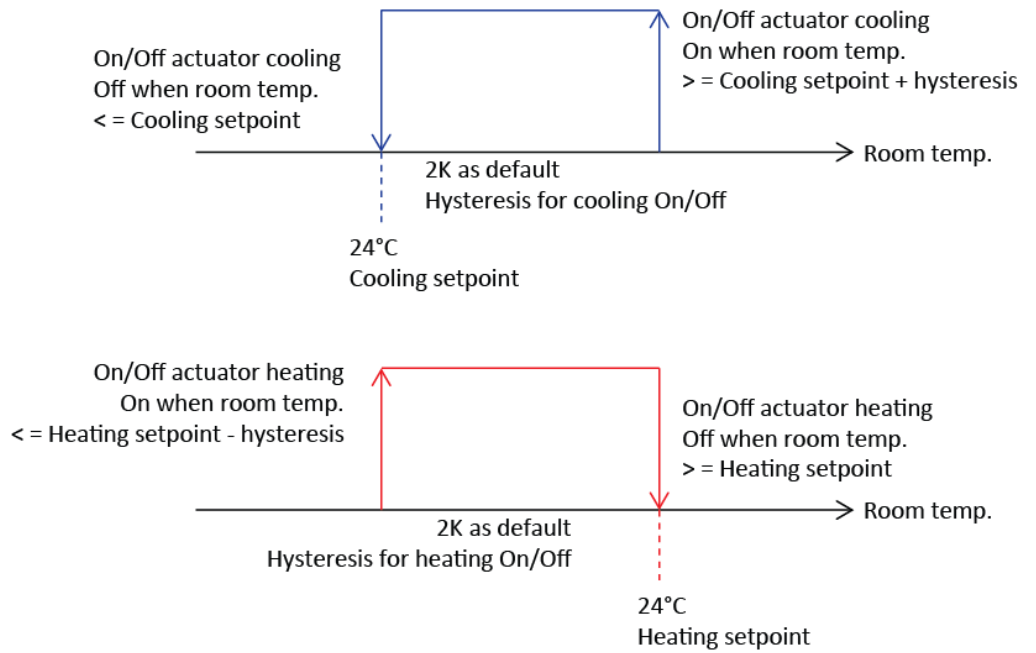 On/Off actuator cooling
Off when room temp.
< = Cooling setpoint
On/Off actuator cooling
On when room temp.
> = Cooling setpoint + hysteresis
Room temp.
2K as default
Hysteresis for cooling On/Off
24°C
Cooling setpoint
On/Off actuator heating
On when room temp.
< = Heating setpoint - hysteresis
On/Off actuator heating
Off when room temp.
> = Heating setpoint
Room temp.
2K as default
Hysteresis for heating On/Off
24°C
Heating setpoint